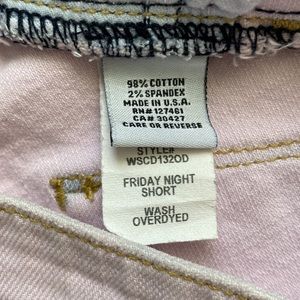 98% COTTON
2% SPANDEX
MADE IN U.S.A.
RN# 127461
CA# 30427
CARE OR REVERSE
STYLE#
WSCD132OD
FRIDAY NIGHT
SHORT
WASH
OVERDYED